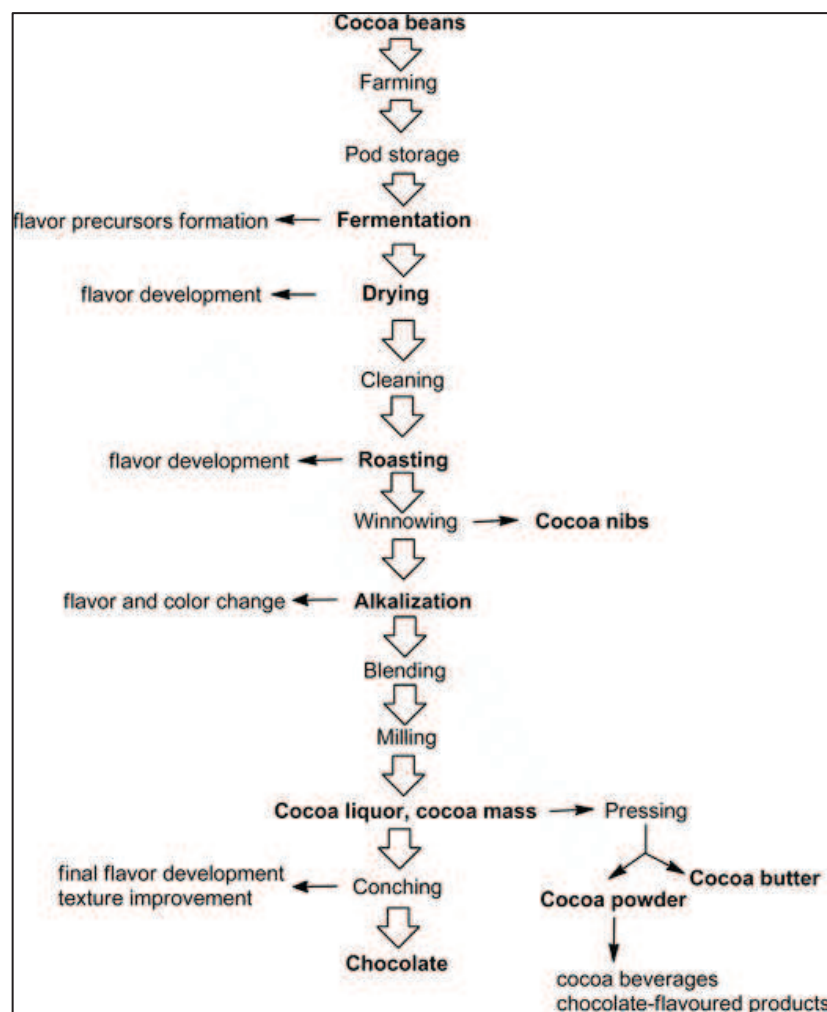 Cocoa beans
Farming
Pod storage
flavor precursors formation
Fermentation
flavor development
Drying
Cleaning
flavor development
Roasting
Winnowing
Cocoa nibs
flavor and color change
Alkalization
Blending
Milling
Cocoa liquor, cocoa mass
Pressing
final flavor development
texture improvement
Conching
Cocoa butter
Cocoa powder
Chocolate
cocoa beverages
chocolate-flavoured products